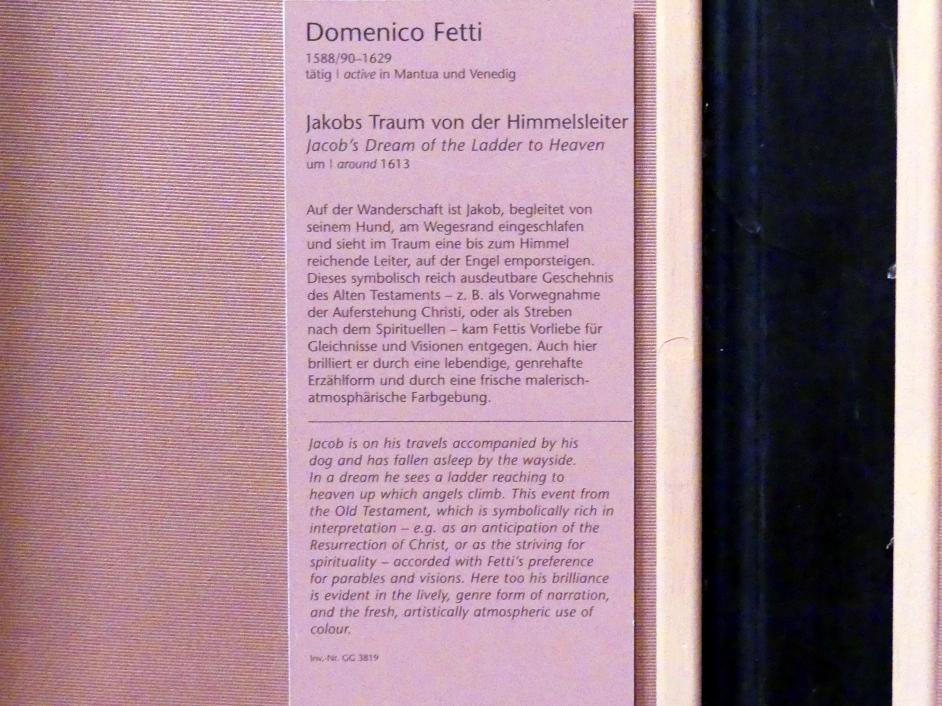 Domenico Fetti
1588/90–1629
tätig | active in Mantua und Venedig
Jakobs Traum von der Himmelsleiter
Jacob's Dream of the Ladder to Heaven
um | around 1613
Auf der Wanderschaft ist Jakob, begleitet von
seinem Hund, am Wegesrand eingeschlafen
und sieht im Traum eine bis zum Himmel
reichende Leiter, auf der Engel emporsteigen.
Dieses symbolisch reich ausdeutbare Geschehnis
des Alten Testaments – z. B. als Vorwegnahme
der Auferstehung Christi, oder als Streben
nach dem Spirituellen – kam Fettis Vorliebe für
Gleichnisse und Visionen entgegen. Auch hier
brilliert er durch eine lebendige, genrehafte
Erzählform und durch eine frische malerisch-
atmosphärische Farbgebung.
Jacob is on his travels accompanied by his
dog and has fallen asleep by the wayside.
In a dream he sees a ladder reaching to
heaven up which angels climb. This event from
the Old Testament, which is symbolically rich in
interpretation – e.g. as an anticipation of the
Resurrection of Christ, or as the striving for
spirituality – accorded with Fetti's preference
for parables and visions. Here too his brilliance
is evident in the lively, genre form of narration,
and the fresh, artistically atmospheric use of
colour.
Inv.-Nr. GG 3819